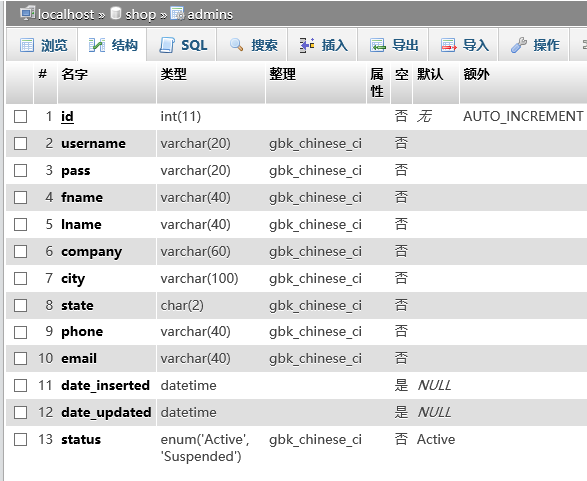 localhost » shop » admins
浏览 结构 SQL 搜索 插入 导出 导入 操作
# 名字 类型 整理 属性 空 默认 额外
1 id int(11) 否 无 AUTO_INCREMENT
2 username varchar(20) gbk_chinese_ci 否
3 pass varchar(20) gbk_chinese_ci 否
4 fname varchar(40) gbk_chinese_ci 否
5 lname varchar(40) gbk_chinese_ci 否
6 company varchar(60) gbk_chinese_ci 否
7 city varchar(100) gbk_chinese_ci 否
8 state char(2) gbk_chinese_ci 否
9 phone varchar(40) gbk_chinese_ci 否
10 email varchar(40) gbk_chinese_ci 否
11 date_inserted datetime 是 NULL
12 date_updated datetime 是 NULL
13 status enum('Active', gbk_chinese_ci 否 Active
'Suspended')